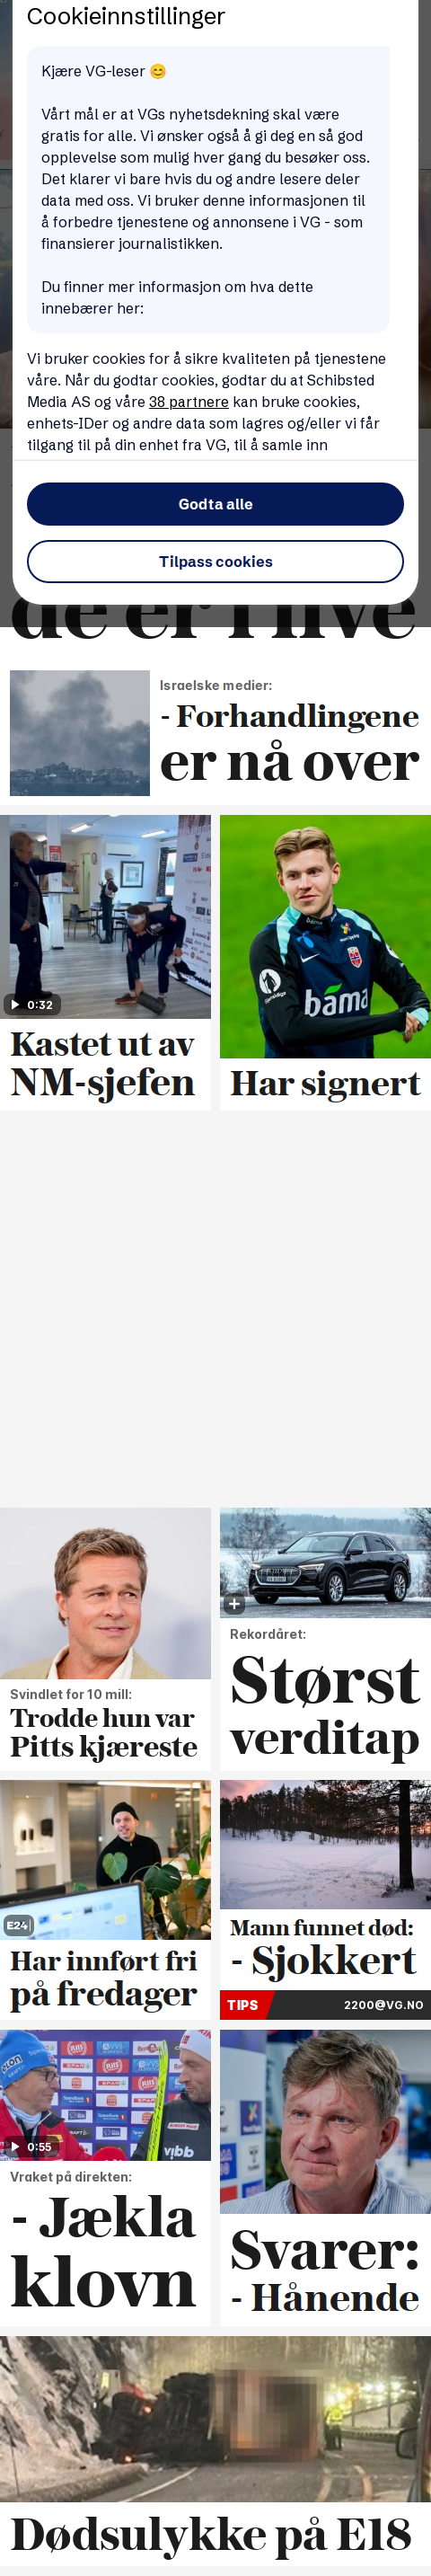 Cookieinnstillinger
Kjære VG-leser 😊
Vårt mål er at VGs nyhetsdekning skal være
gratis for alle. Vi ønsker også å gi deg en så god
opplevelse som mulig hver gang du besøker oss.
Det klarer vi bare hvis du og andre lesere deler
data med oss. Vi bruker denne informasjonen til
å forbedre tjenestene og annonsene i VG - som
finansierer journalistikken.
Du finner mer informasjon om hva dette
innebærer her:
Vi bruker cookies for å sikre kvaliteten på tjenestene
våre. Når du godtar cookies, godtar du at Schibsted
Media AS og våre 38 partnere kan bruke cookies,
enhets-IDer og andre data som lagres og/eller vi får
tilgang til på din enhet fra VG, til å samle inn
Godta alle
Tilpass cookies
de er i live
Israelske medier:
- Forhandlingene
er nå over
0:32
Kastet ut av
NM-sjefen
bama
bama
Har signert
Svindlet for 10 mill:
Trodde hun var
Pitts kjæreste
Rekordåret:
Størst
verditap
E24
Har innført fri
på fredager
Mann funnet død:
- Sjokkert
TIPS
2200@VG.NO
0:55
Vraket på direkten:
- Jækla
klovn
Svarer:
- Hånende
Dødsulykke på E18